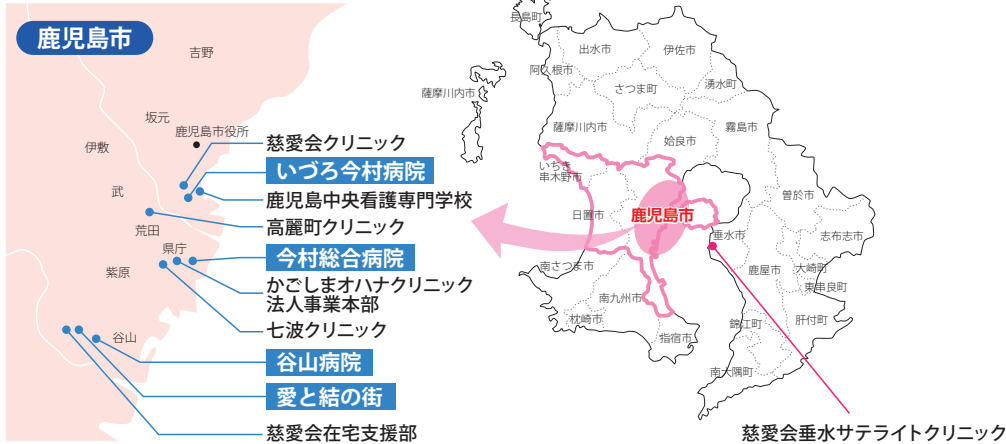 鹿児島市
吉野
坂元
鹿児島市役所
伊敷
武
荒田
県庁
紫原
谷山
慈愛会クリニック
いづろ今村病院
鹿児島中央看護専門学校
高麗町クリニック
今村総合病院
かごしまオハナクリニック
法人事業本部
七波クリニック
谷山病院
愛と結の街
慈愛会在宅支援部
長島町
出水市
伊佐市
阿久根市
湧水町
さつま町
薩摩川内市
薩摩川内市
霧島市
姶良市
いちき
串木野市
曽於市
日置市
鹿児島市
垂水市
志布志市
南さつま市
鹿屋市
大崎町
東串良町
南九州市
枕崎市
錦江町
肝付町
指宿市
南大隅町
慈愛会垂水サテライトクリニック